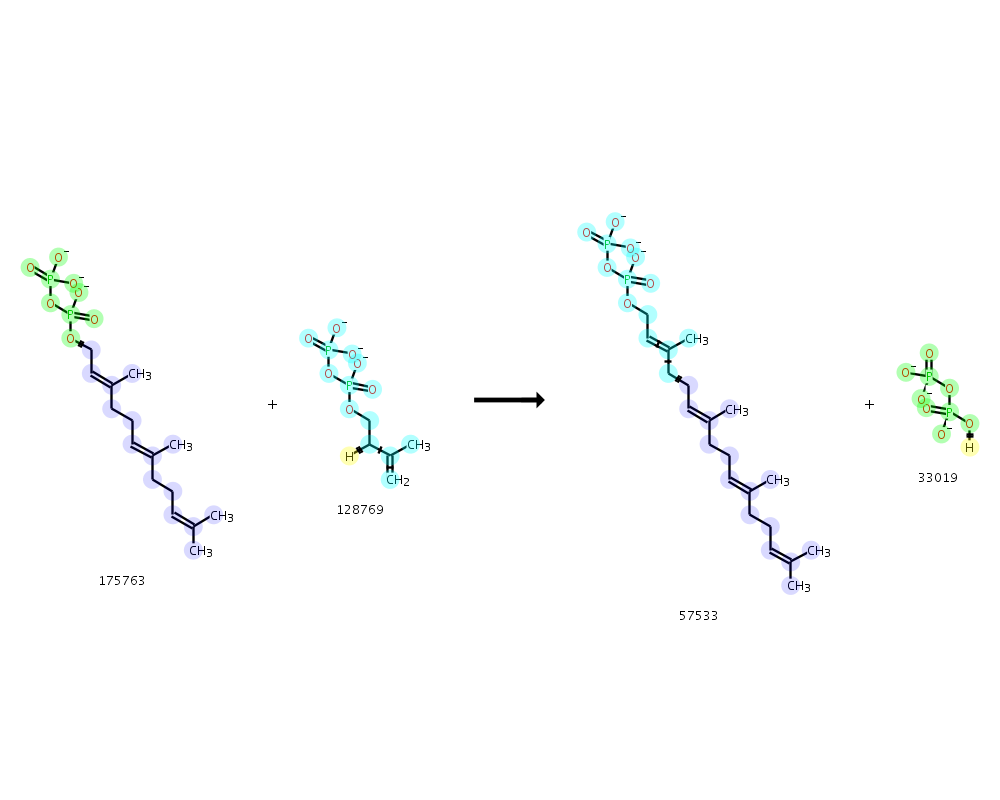 O O⁻
O P O⁻
O⁻
O P O
O
CH₃
CH₃
CH₃
CH₃
175763
+
O O⁻
O P O⁻
O⁻
O P O
O
CH₃
H
CH₂
128769
O O⁻
O P O⁻
O⁻
O P O
O
CH₃
CH₃
CH₃
CH₃
CH₃
57533
+
O
O⁻ P O
O⁻ O P O
O⁻ H
33019